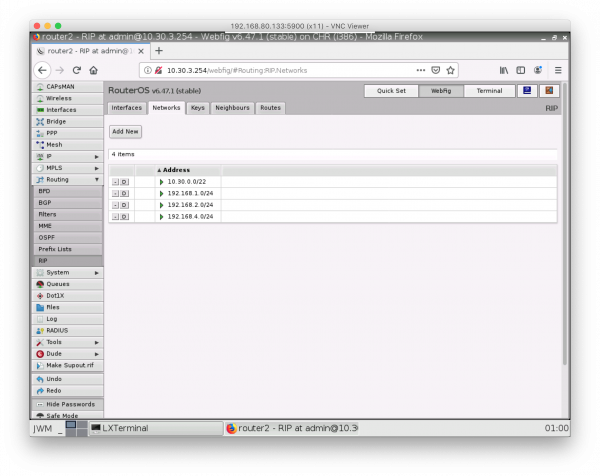 192.168.80.133:5900 (x11) - VNC Viewer
router2 - RIP at admin@10.30.3.254 - Webfig v6.47.1 (stable) on CHR (i386) - Mozilla Firefox
router2 - RIP at admin@10
10.30.3.254/webfig/#Routing:RIP.Networks
CAPsMAN
Wireless
Interfaces
Bridge
PPP
Mesh
IP
MPLS
Routing
BFD
BGP
Filters
MME
OSPF
Prefix Lists
RIP
System
Queues
Dot1X
Files
Log
RADIUS
Tools
Dude
Make Supout.rif
Undo
Redo
Hide Passwords
Safe Mode
RouterOS v6.47.1 (stable)
Quick Set
WebFig
Terminal
Interfaces
Networks
Keys
Neighbours
Routes
RIP
Add New
4 items
Address
- D 10.30.0.0/22
- D 192.168.1.0/24
- D 192.168.2.0/24
- D 192.168.4.0/24
JWM _
LXTerminal
router2 - RIP at admin@10.3
01:00